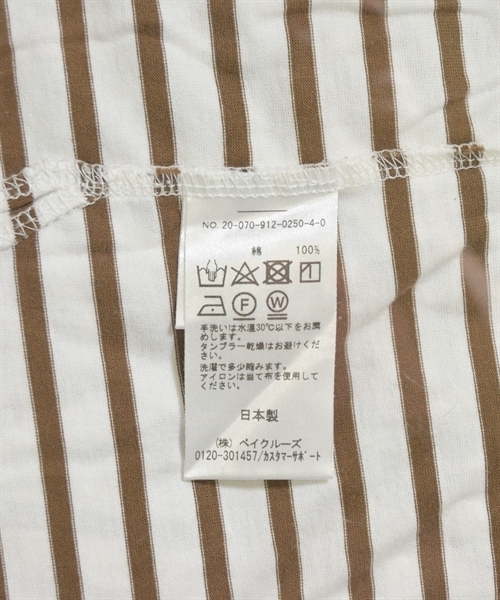 NO. 20-070-912-0250-4-0
綿 100%
F W
手洗いは水温30℃以下をお薦
めします。
タンブラー乾燥はお避けくだ
さい。
洗濯で多少縮みます。
アイロンは当て布を使用して
ください。
日本製
(株) ベイクルーズ
0120-301457/カスタマーサポート